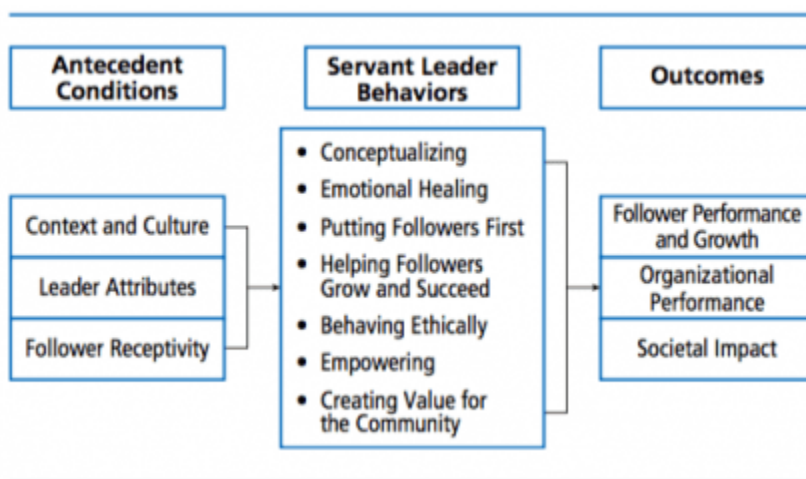 Antecedent
Conditions
Servant Leader
Behaviors
Outcomes
Context and Culture
Leader Attributes
Follower Receptivity
• Conceptualizing
• Emotional Healing
• Putting Followers First
• Helping Followers
Grow and Succeed
• Behaving Ethically
• Empowering
• Creating Value for
the Community
Follower Performance
and Growth
Organizational
Performance
Societal Impact